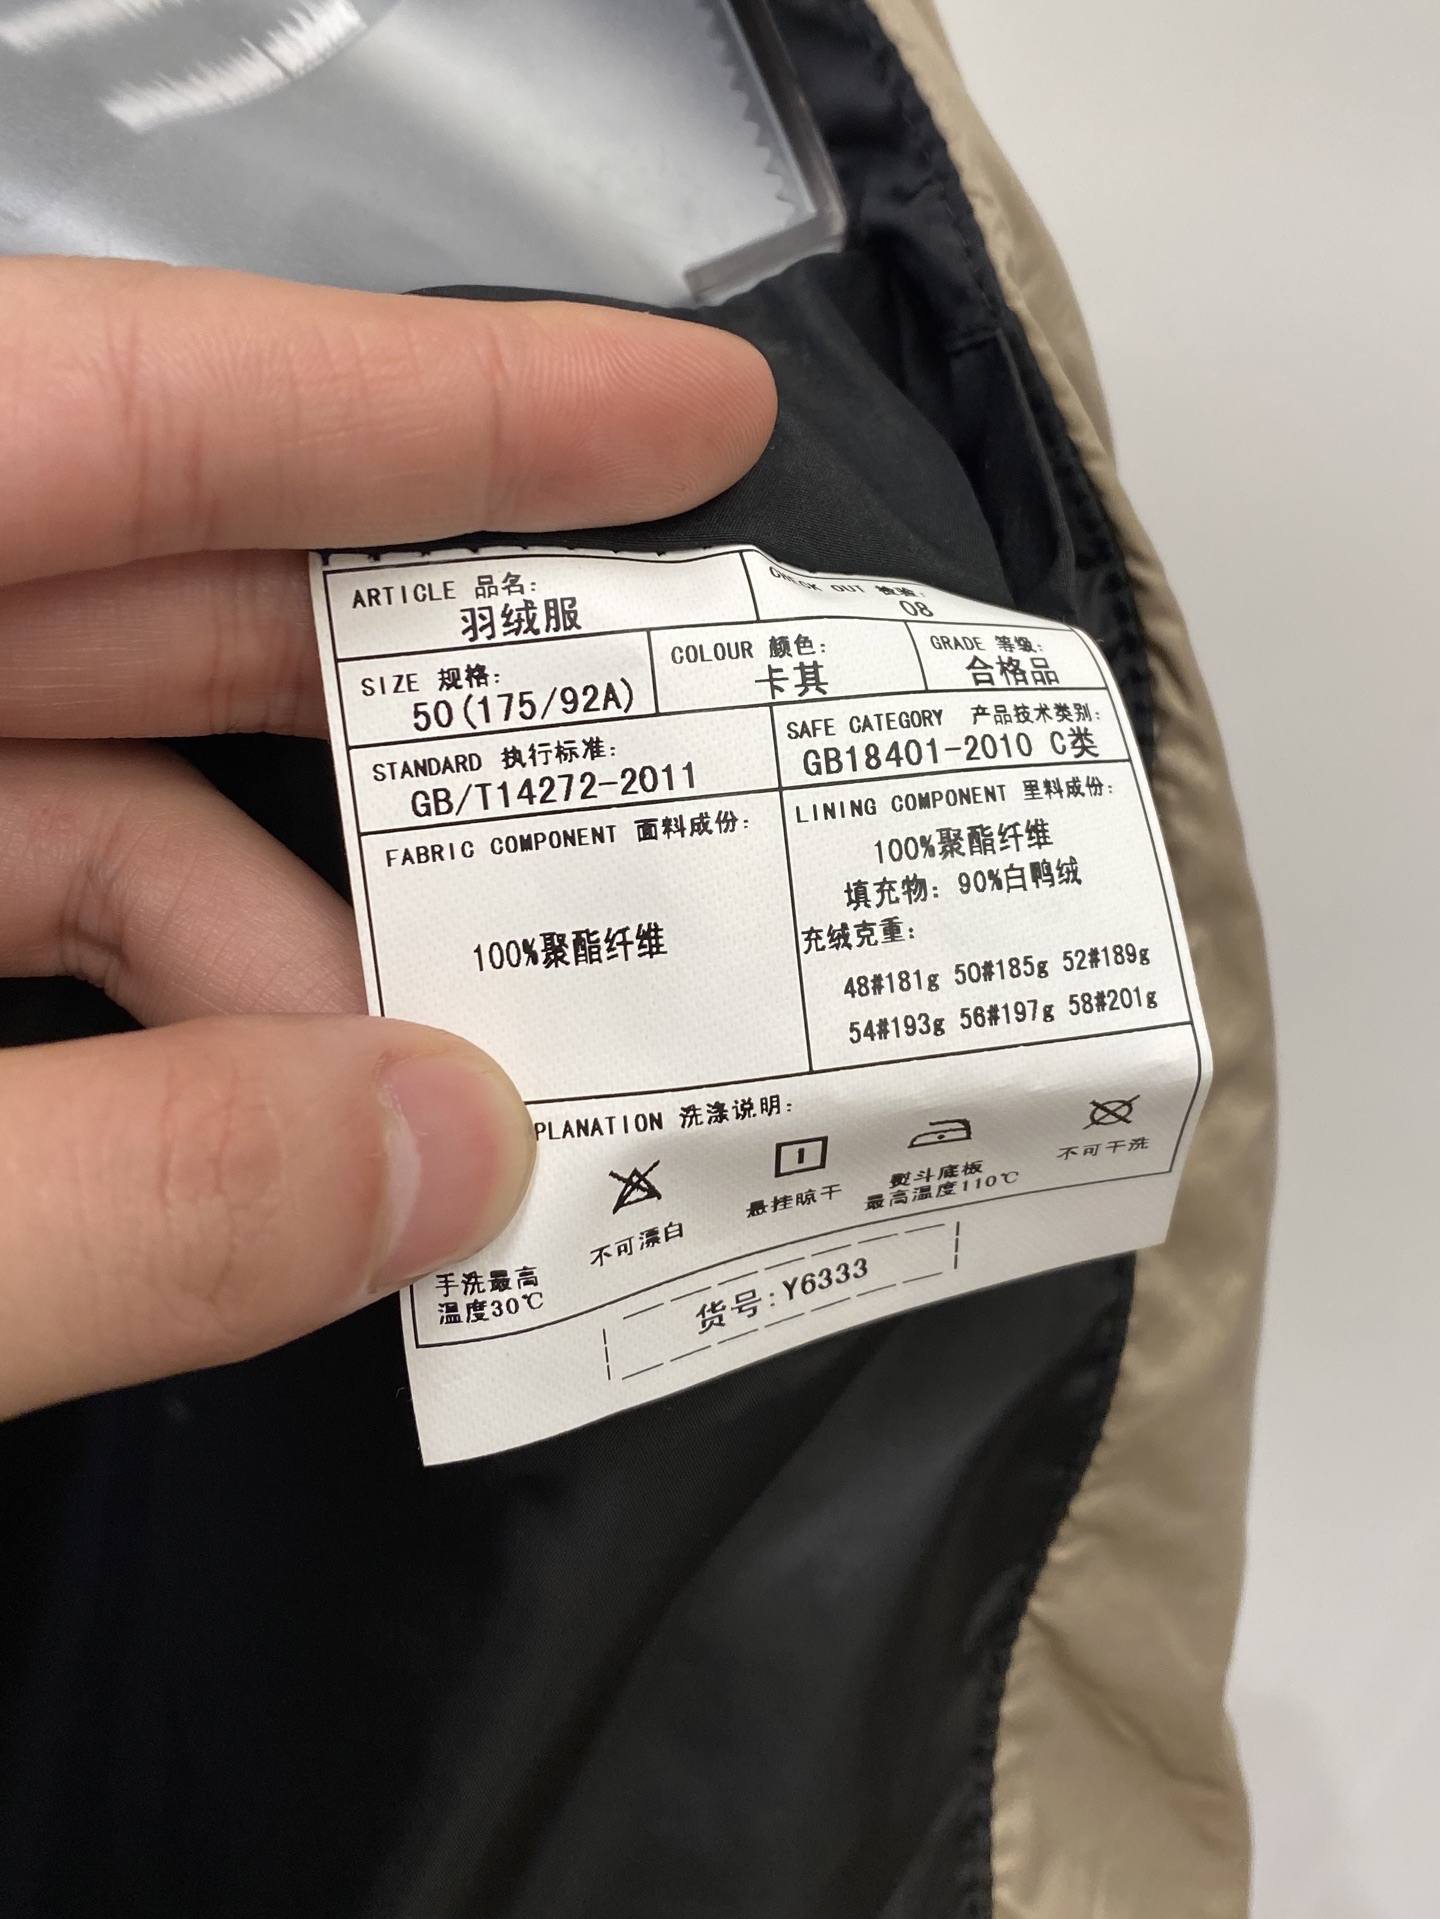 ARTICLE 品名:
羽绒服
CHECK OUT 检验:
08
SIZE 规格:
50(175/92A)
COLOUR 颜色:
卡其
GRADE 等级:
合格品
STANDARD 执行标准:
GB/T14272-2011
SAFE CATEGORY 产品技术类别:
GB18401-2010 C类
FABRIC COMPONENT 面料成份:
100%聚酯纤维
LINING COMPONENT 里料成份:
100%聚酯纤维
填充物: 90%白鸭绒
充绒克重:
48#181g 50#185g 52#189g
54#193g 56#197g 58#201g
PLANATION 洗涤说明:
手洗最高
温度30℃
不可漂白
悬挂晾干
熨斗底板
最高温度110℃
不可干洗
货号: Y6333